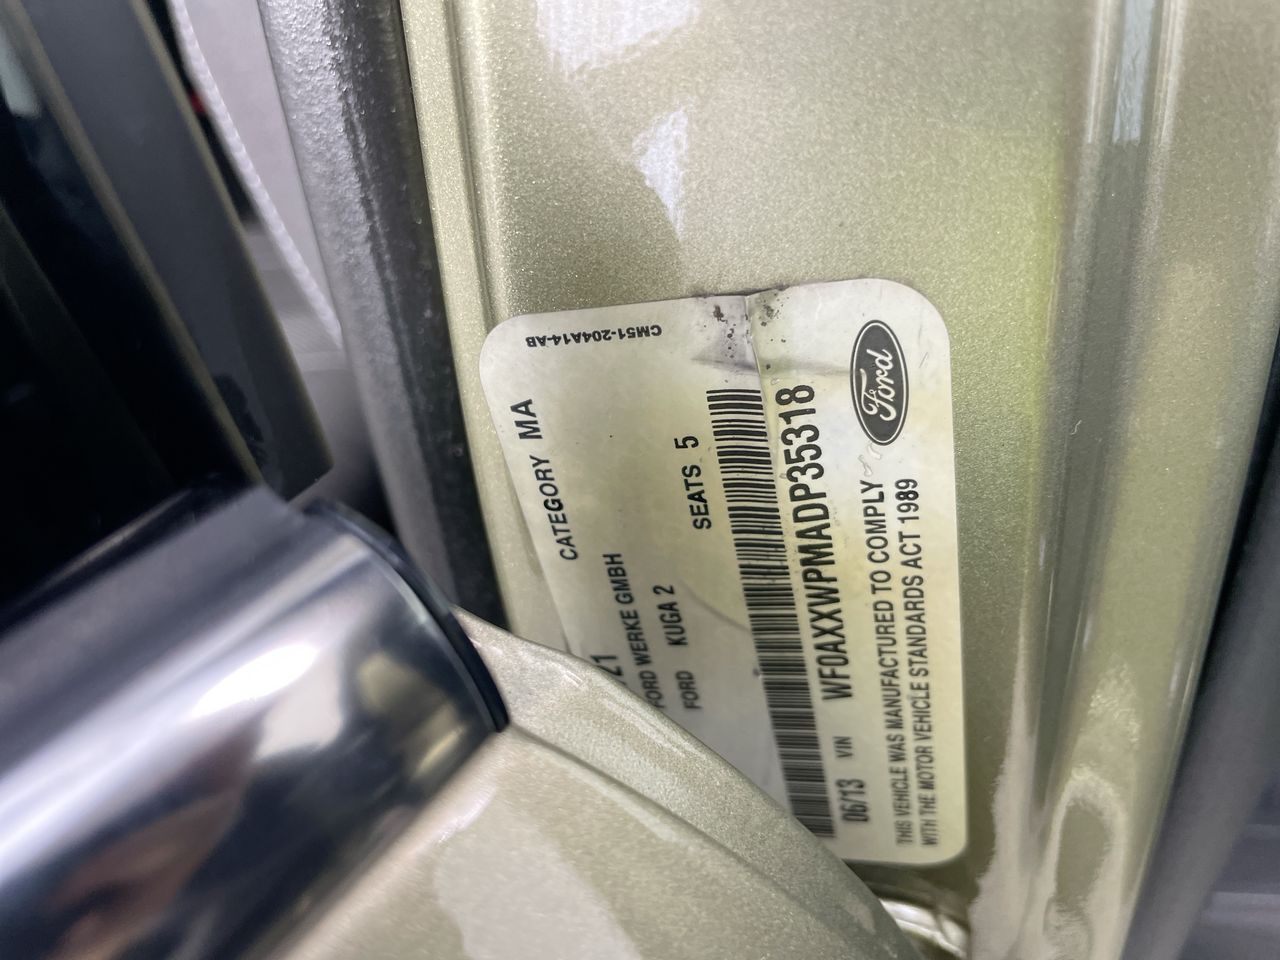 CM51-204A14-AB
CATEGORY MA
21
FORD WERKE GMBH
FORD KUGA 2
SEATS 5
06/13 VIN WF0AXXWPMADP35318
Ford
THIS VEHICLE WAS MANUFACTURED TO COMPLY
WITH THE MOTOR VEHICLE STANDARDS ACT 1989